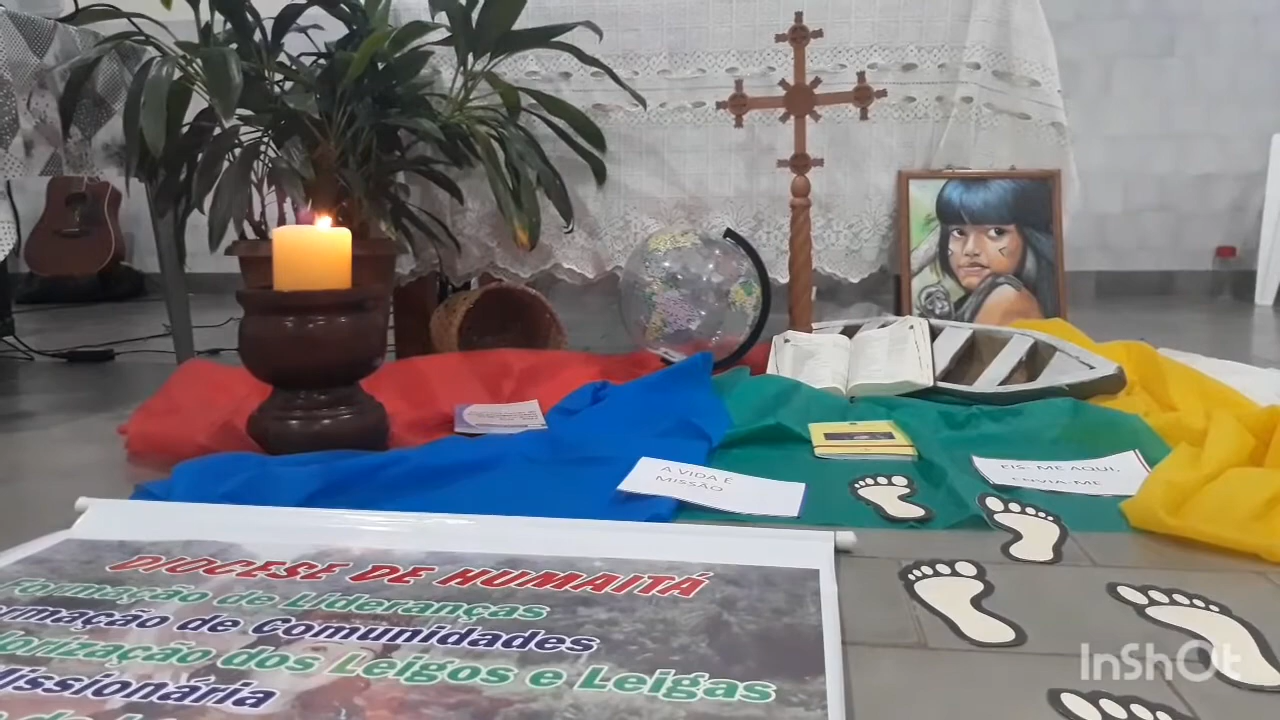 A VIDA É
MISSÃO
EIS-ME AQUI,
ENVIA-ME
DIOCESE DE HUMAITÁ
Formação de Lideranças
ormação de Comunidades
lorização dos Leigos e Leigas
Missionária
InShOt